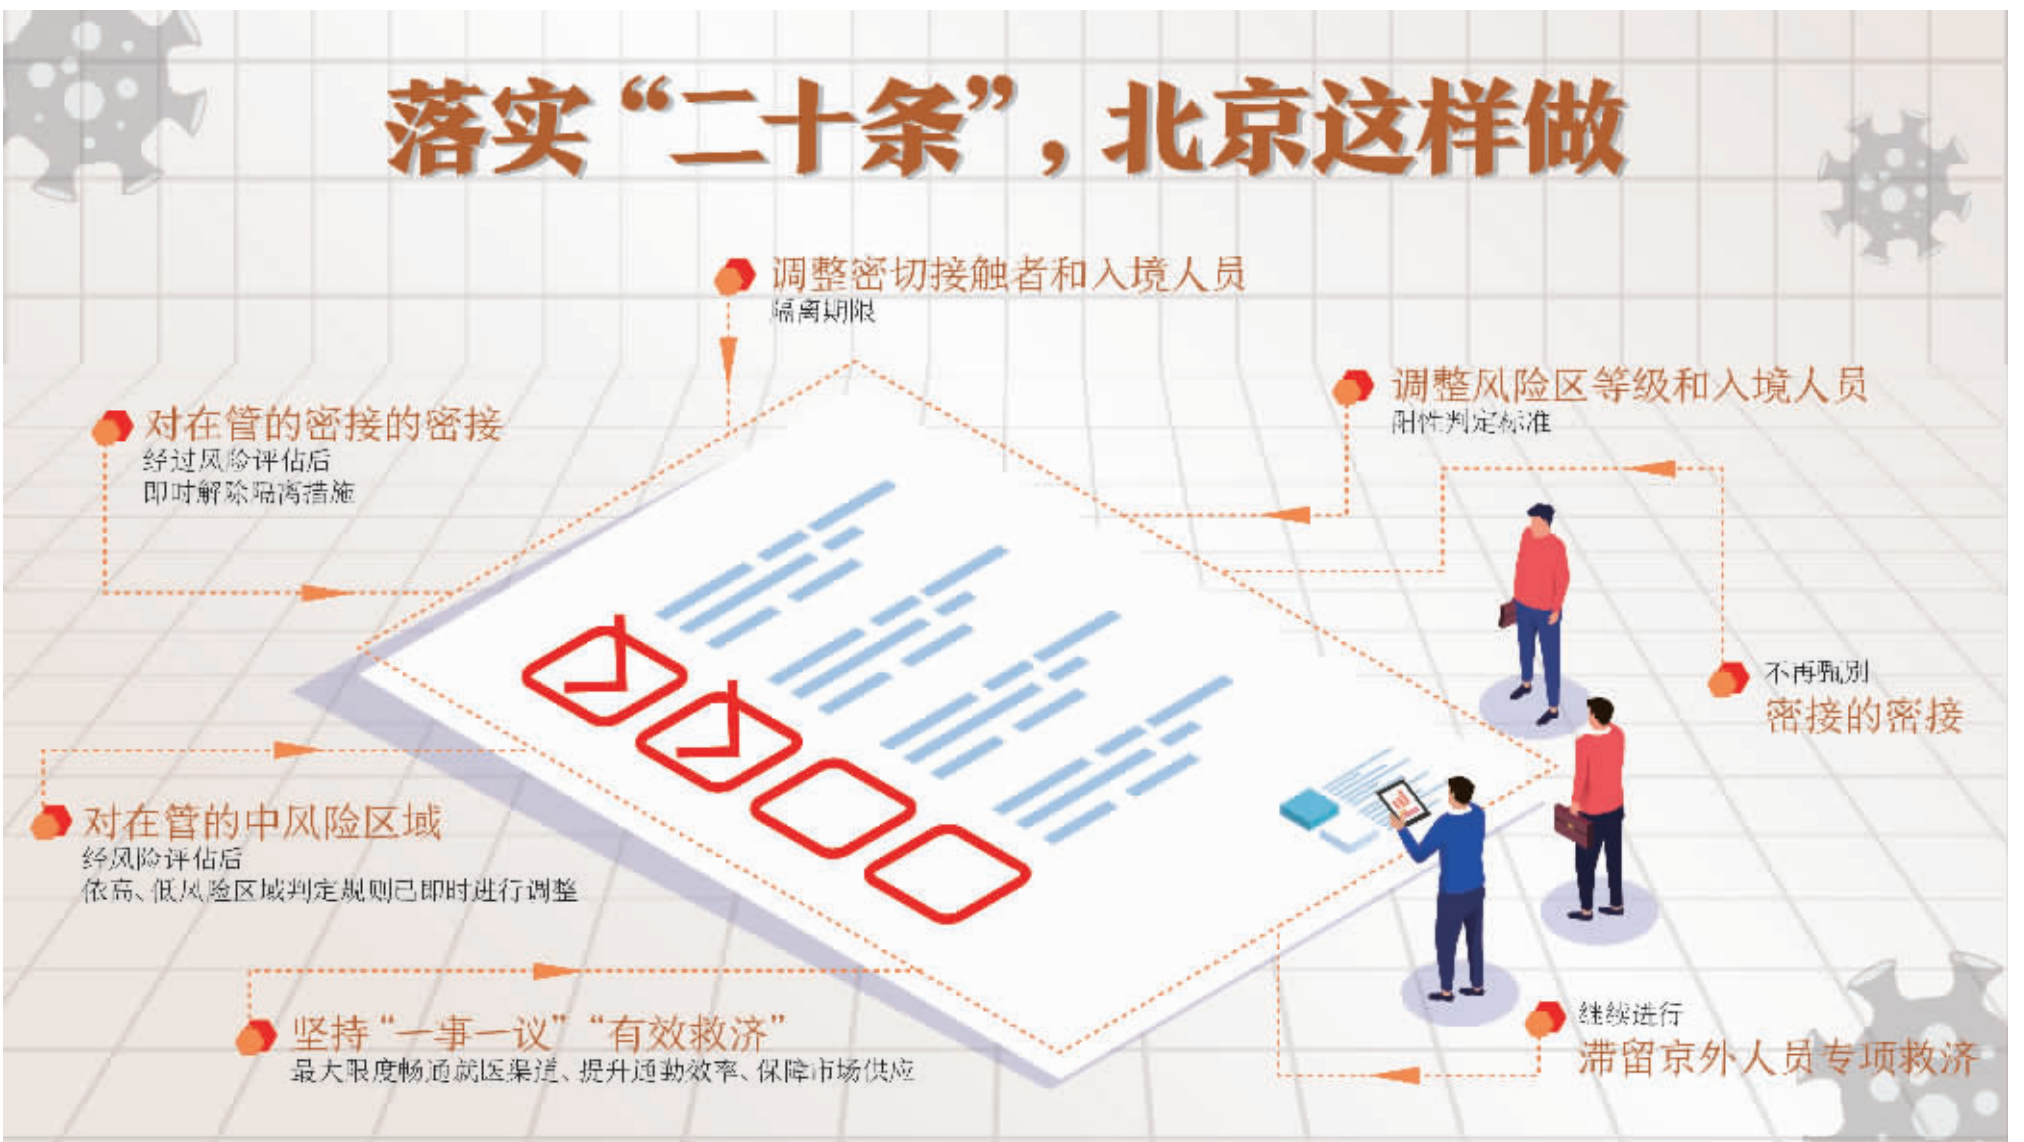 落实“二十条”,北京这样做
调整密切接触者和入境人员
隔离期限
调整风险区等级和入境人员
阳性判定标准
对在管的密接的密接
经过风险评估后
即时解除隔离措施
不再甄别
密接的密接
对在管的中风险区域
经风险评估后
依高、低风险区域判定规则已即时进行调整
坚持“一事一议”“有效救济”
最大限度畅通就医渠道、提升通勤效率、保障市场供应
继续进行
滞留京外人员专项救济